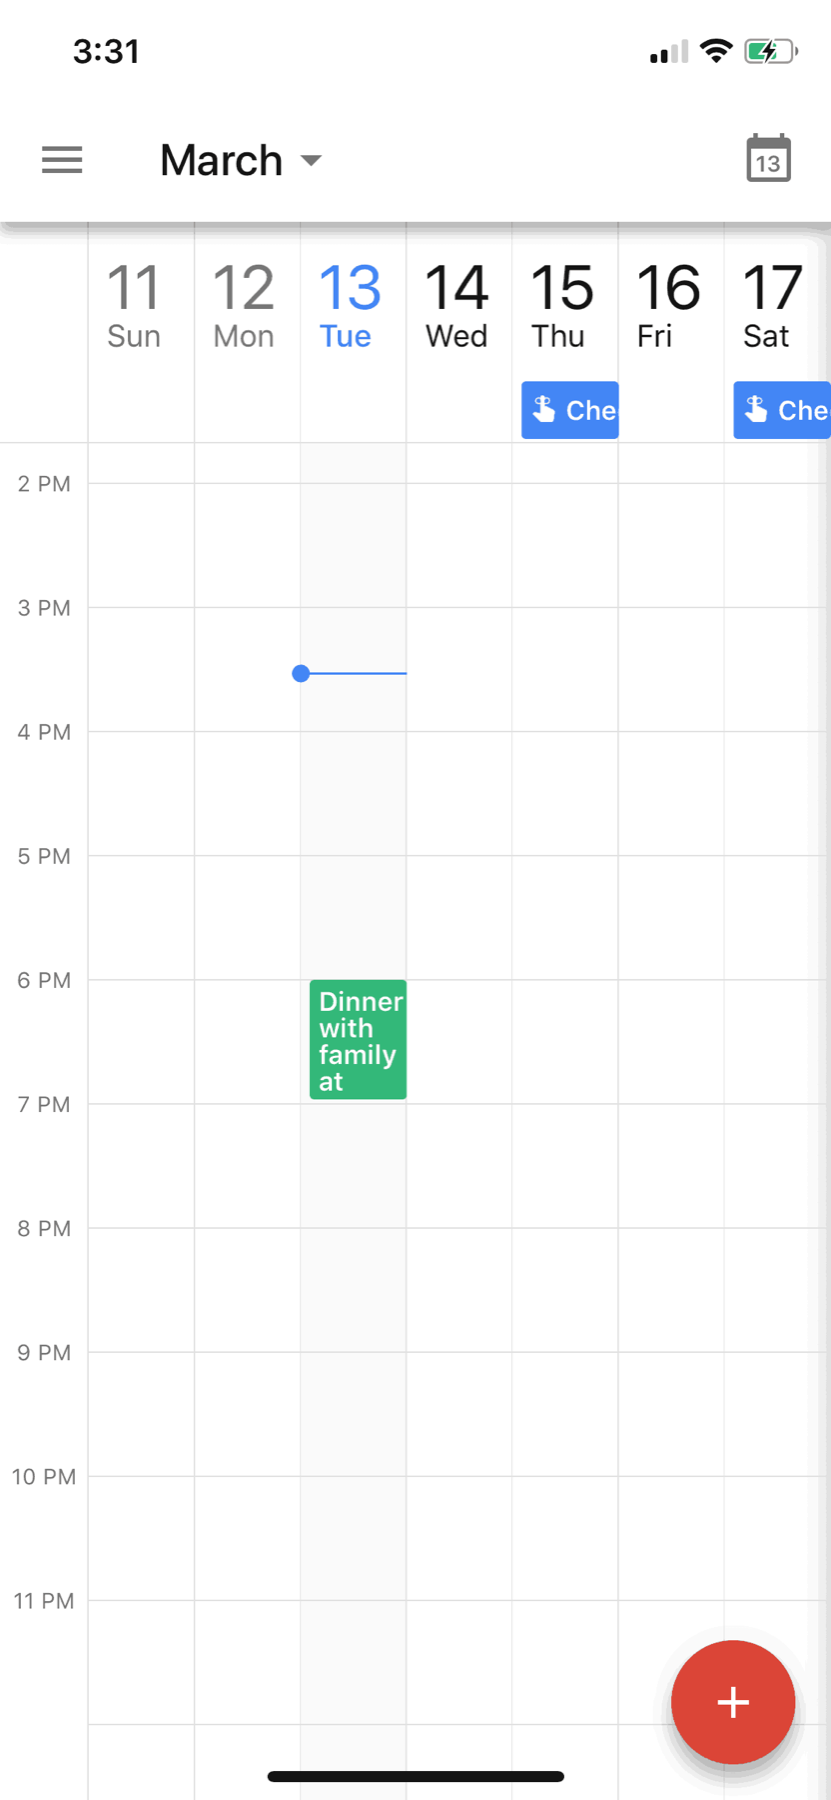 3:31
March
13
11 12 13 14 15 16 17
Sun Mon Tue Wed Thu Fri Sat
Che Che
2 PM
3 PM
4 PM
5 PM
6 PM
Dinner
with
family
at
7 PM
8 PM
9 PM
10 PM
11 PM